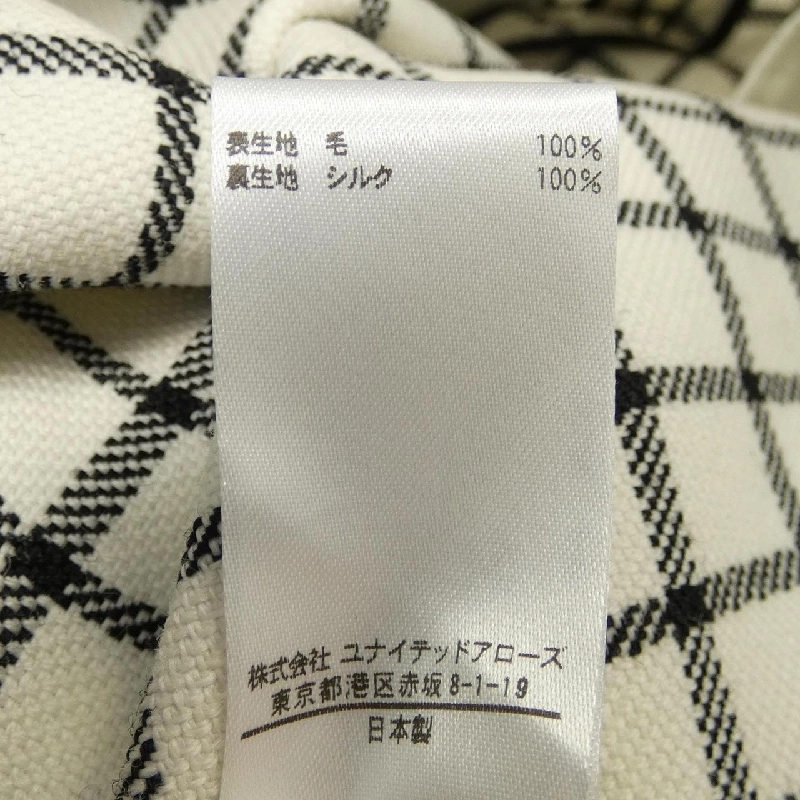 表生地 毛 100%
裏生地 シルク 100%
株式会社 ユナイテッドアローズ
東京都港区赤坂8-1-19
日本製